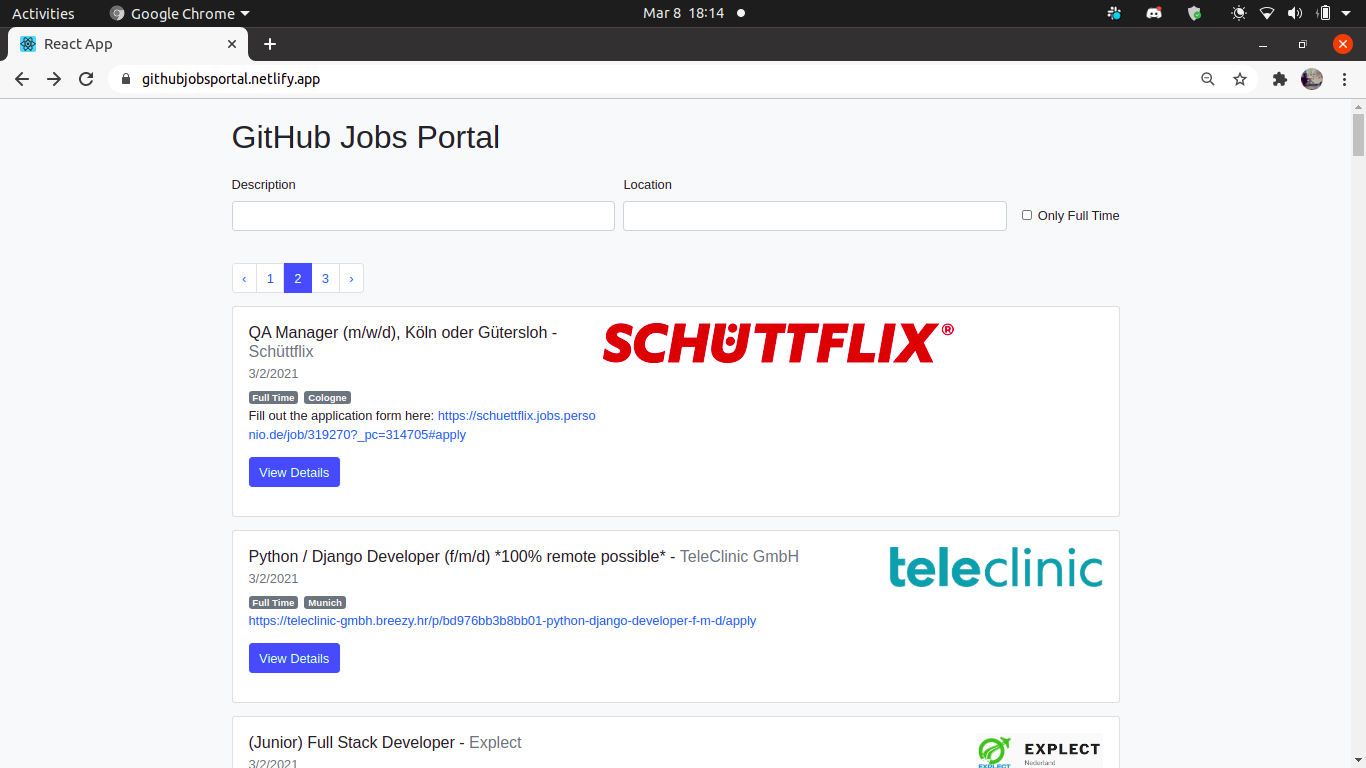 Activities
Google Chrome
Mar 8 18:14
React App
githubjobsportal.netlify.app
GitHub Jobs Portal
Description
Location
Only Full Time
‹ 1 2 3 ›
QA Manager (m/w/d), Köln oder Gütersloh -
Schüttflix
3/2/2021
Full Time Cologne
Fill out the application form here: https://schuettflix.jobs.perso
nio.de/job/319270?_pc=314705#apply
View Details
SCHÜTTFLIX®
Python / Django Developer (f/m/d) *100% remote possible* - TeleClinic GmbH
3/2/2021
Full Time Munich
https://teleclinic-gmbh.breezy.hr/p/bd976bb3b8bb01-python-django-developer-f-m-d/apply
View Details
teleclinic
(Junior) Full Stack Developer - Explect
3/2/2021
EXPLECT
Nederland
EXPLECT